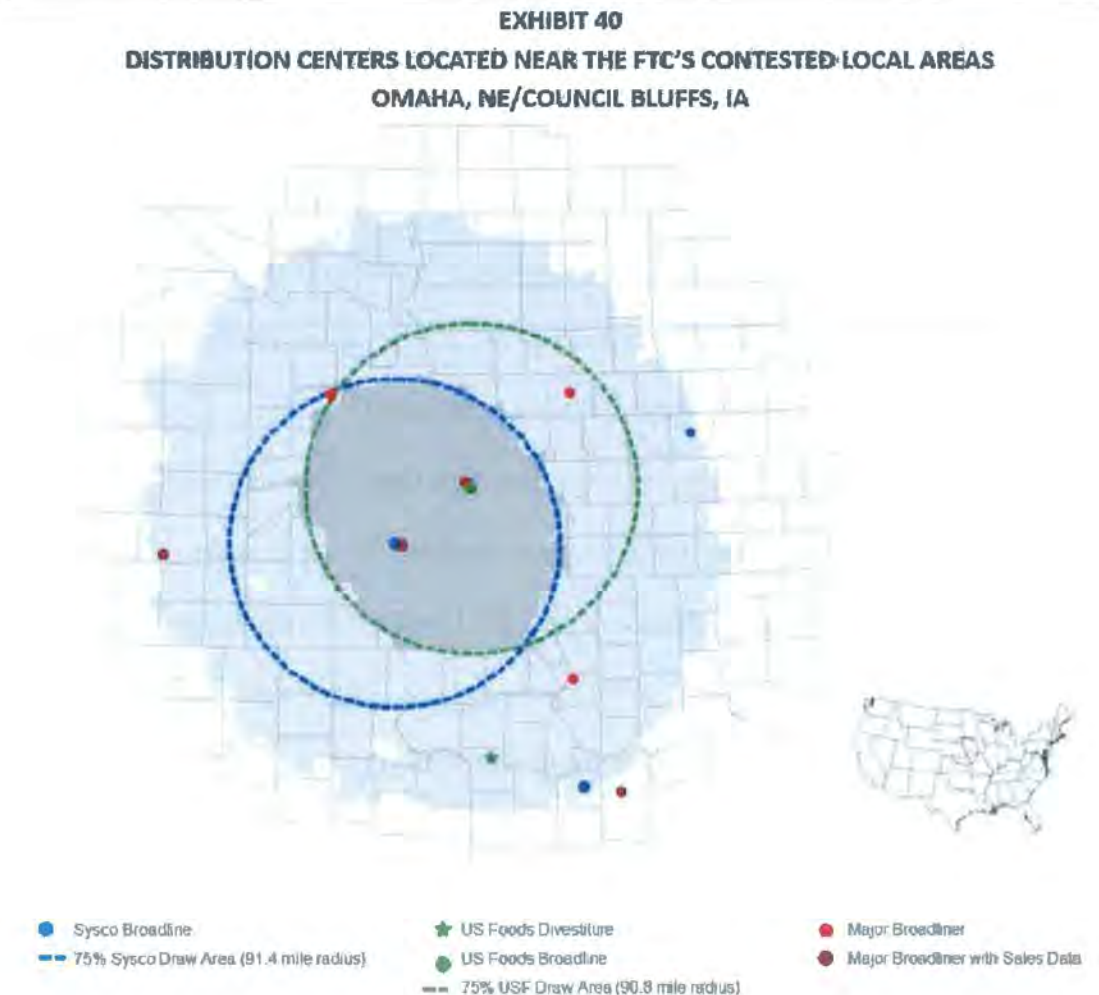 EXHIBIT 40
DISTRIBUTION CENTERS LOCATED NEAR THE FTC'S CONTESTED LOCAL AREAS
OMAHA, NE/COUNCIL BLUFFS, IA
Sysco Broadline
75% Sysco Draw Area (91.4 mile radius)
US Foods Divestiture
US Foods Broadline
75% USF Draw Area (90.8 mile radius)
Major Broadliner
Major Broadliner with Sales Data